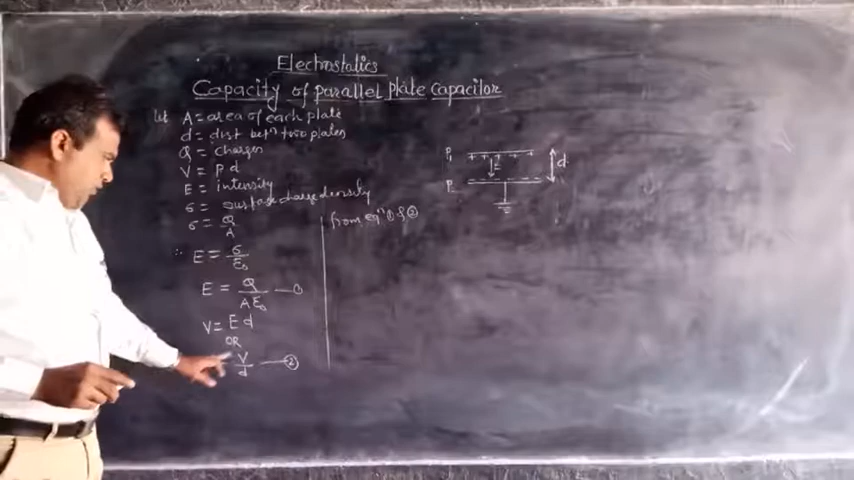 Electrostatics
Capacity of parallel plate capacitor
let A = area of each plate
d = dist betn two plates
Q = charges
V = p d
E = intensity
σ = surface charge density
σ = Q/A
∴ E = σ/ε₀
E = Q/Aε₀ — ①
V = E d
OR
V/d — ②
from eqn ① & ②
P₁ + + + + +
E
d
P₂ - - - -